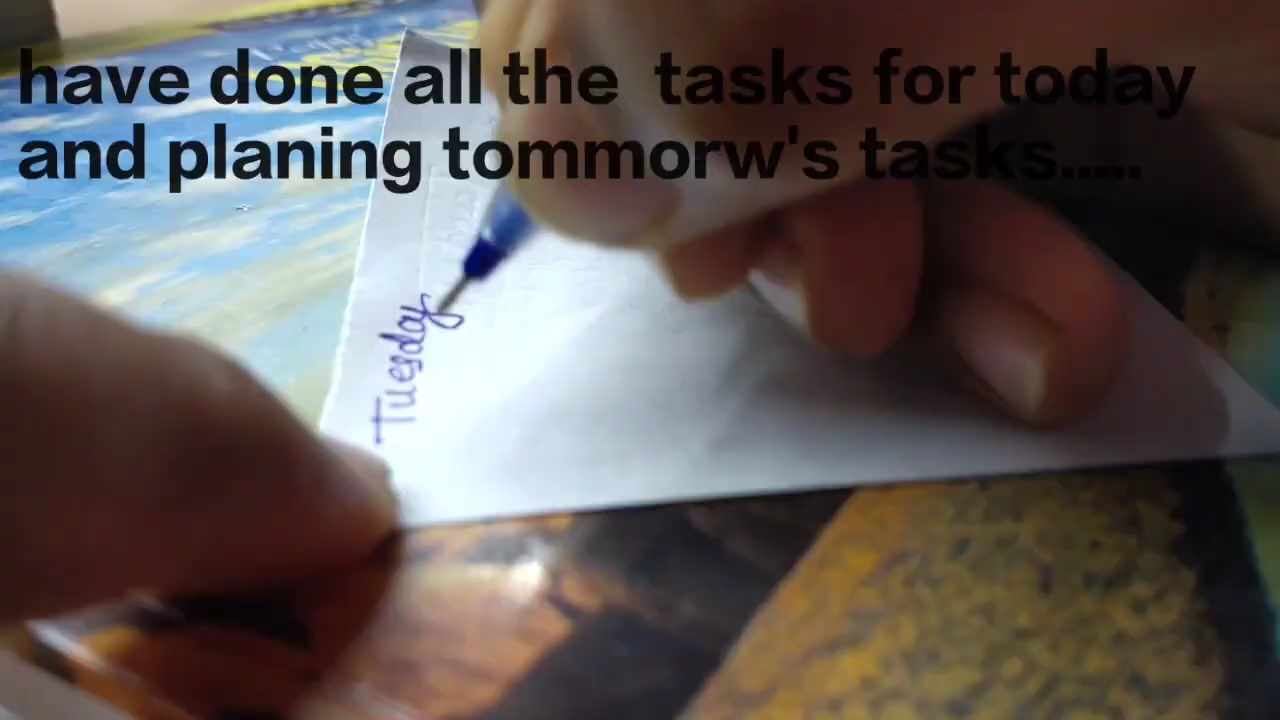 have done all the tasks for today
and planing tommorw's tasks.....
Tuesday